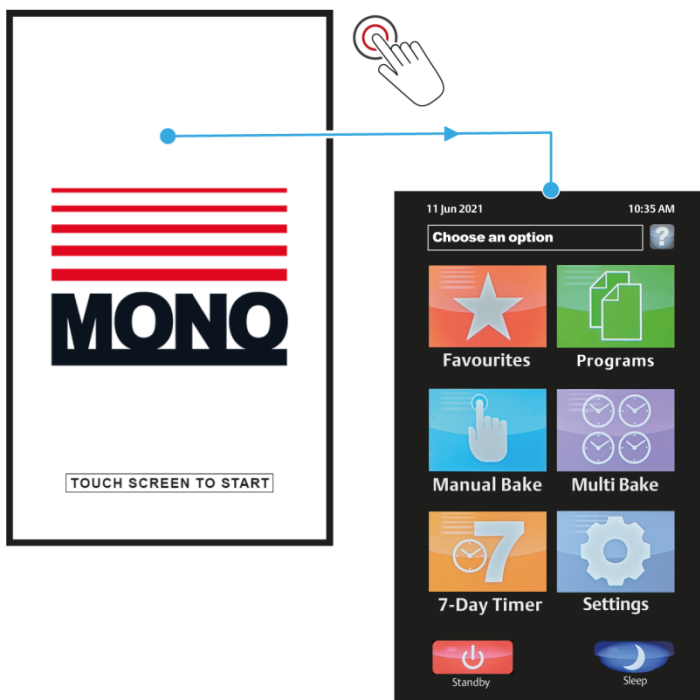 MONO
TOUCH SCREEN TO START
11 Jun 2021 10:35 AM
Choose an option ?
Favourites Programs
Manual Bake Multi Bake
7
7-Day Timer Settings
Standby Sleep